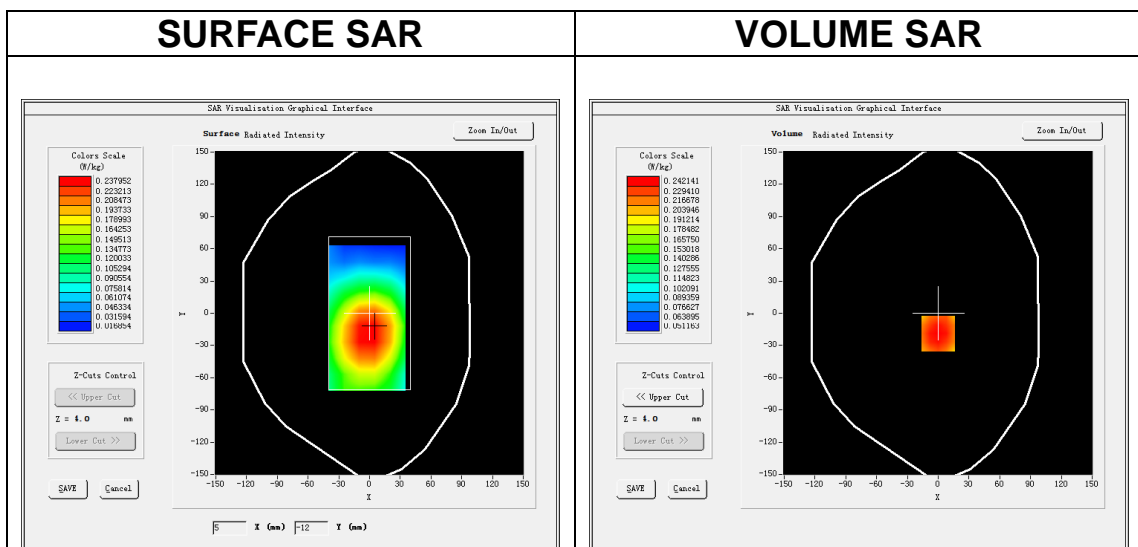 SURFACE SAR
VOLUME SAR
SAR Visualisation Graphical Interface
Surface Radiated Intensity
Zoom In/Out
Colors Scale
(W/kg)
0.237952
0.223213
0.208473
0.193733
0.178993
0.164253
0.149513
0.134773
0.120033
0.105294
0.090554
0.075814
0.061074
0.046334
0.031594
0.016854
150
120
90
60
30
0
-30
-60
-90
-120
-150
Y
-150 -120 -90 -60 -30 0 30 60 90 120 150
X
Z-Cuts Control
<< Upper Cut
Z = 4.0 mm
Lower Cut >>
SAVE Cancel
5 X (mm) -12 Y (mm)
SAR Visualisation Graphical Interface
Volume Radiated Intensity
Zoom In/Out
Colors Scale
(W/kg)
0.242141
0.229410
0.216678
0.203946
0.191214
0.178482
0.165750
0.153018
0.140286
0.127555
0.114823
0.102091
0.089359
0.076627
0.063895
0.051163
150
120
90
60
30
0
-30
-60
-90
-120
-150
Y
-150 -120 -90 -60 -30 0 30 60 90 120 150
X
Z-Cuts Control
<< Upper Cut
Z = 4.0 mm
Lower Cut >>
SAVE Cancel